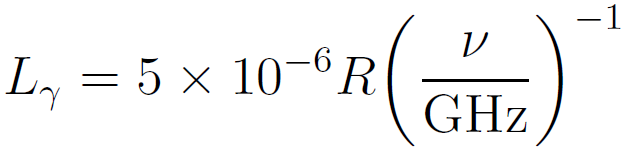 L_γ = 5 × 10^{-6} R (ν/GHz)^{-1}